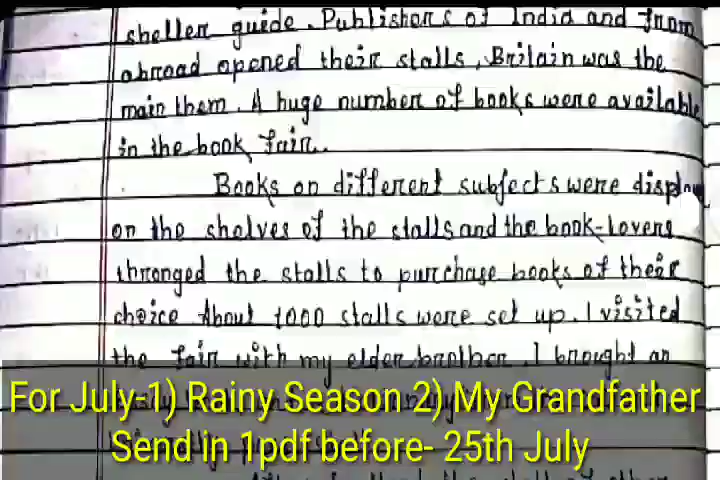 sheller guide. Publishers of India and from
abroad opened their stalls, Britain was the
main them. A huge number of books were available
in the book fair.
Books on different subjects were display
on the shelves of the stalls and the book-Lovers
thronged the stalls to purchase books of their
choice About 1000 stalls were set up. I visited
the fair with my elder brother. I brought an
For July-1) Rainy Season 2) My Grandfather
Send in 1pdf before- 25th July